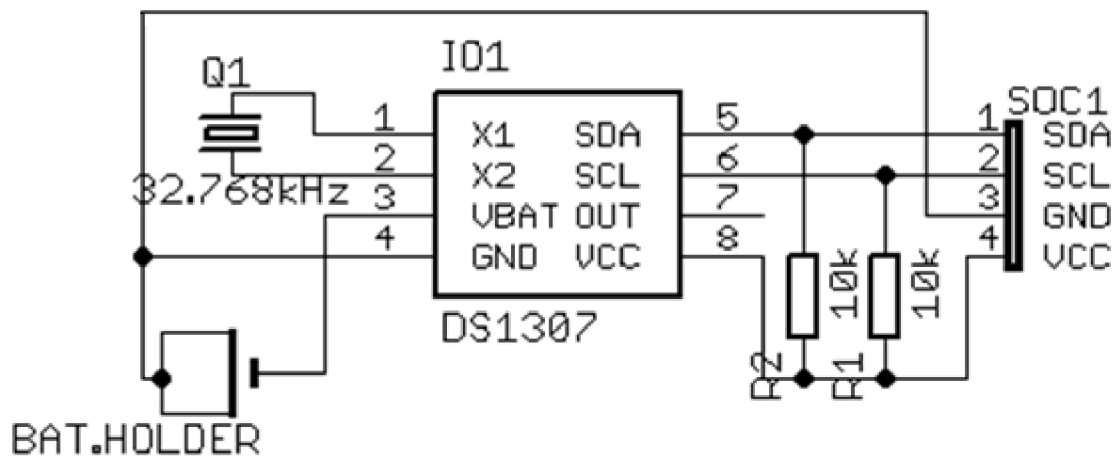 IO1
Q1
SOC1
1 X1 SDA 5 1 SDA
2 X2 SCL 6 2 SCL
32.768kHz
3 VBAT OUT 7 3 GND
4 GND VCC 8 4 VCC
10k 10k
DS1307
R2 R1
BAT.HOLDER